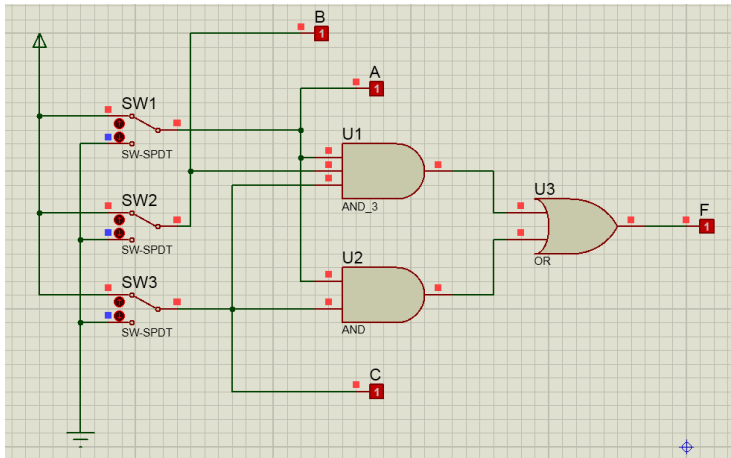 B
1
A
1
SW1
SW-SPDT
U1
AND_3
SW2
SW-SPDT
U3
OR
F
1
SW3
SW-SPDT
U2
AND
C
1